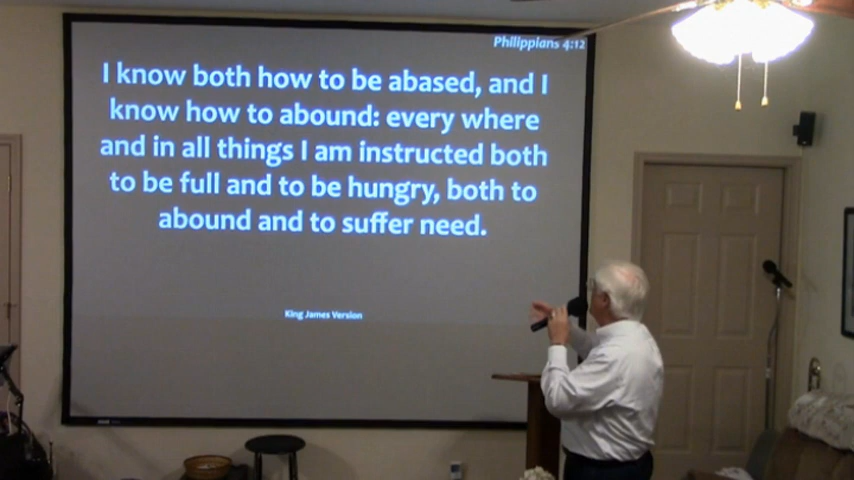 Philippians 4:12
I know both how to be abased, and I
know how to abound: every where
and in all things I am instructed both
to be full and to be hungry, both to
abound and to suffer need.
King James Version